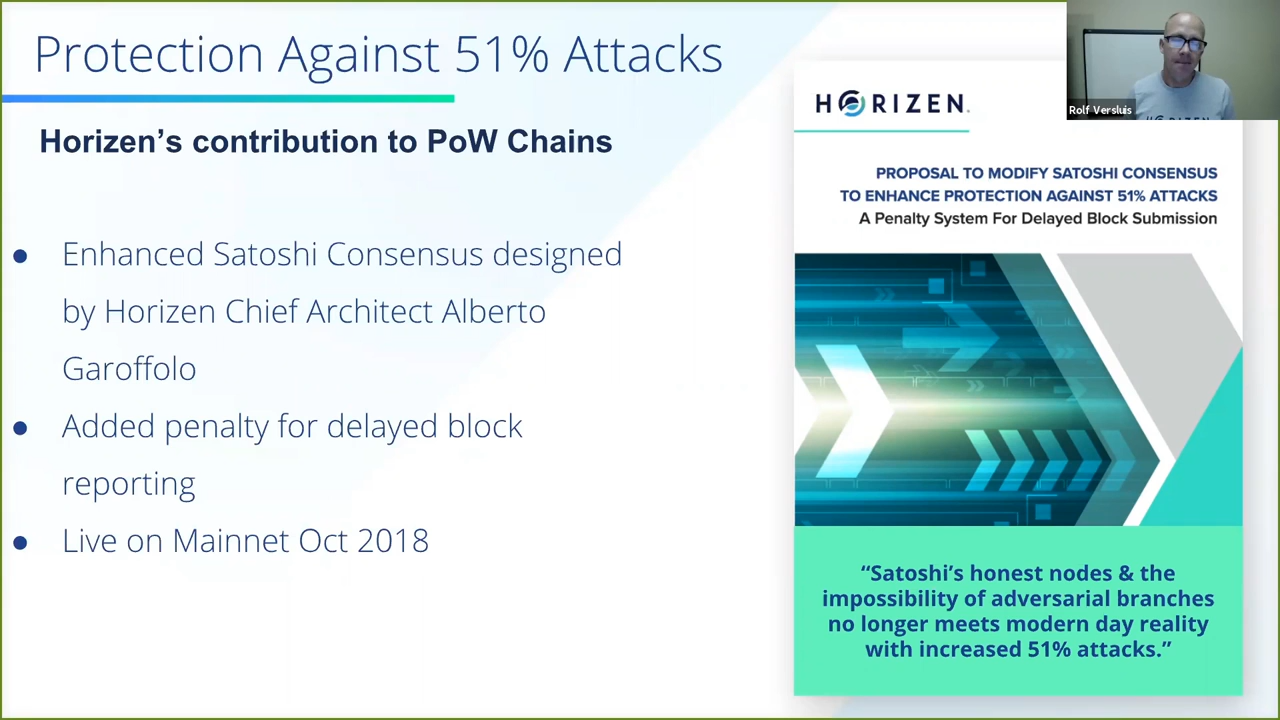 Protection Against 51% Attacks
Horizen's contribution to PoW Chains
● Enhanced Satoshi Consensus designed
by Horizen Chief Architect Alberto
Garoffolo
● Added penalty for delayed block
reporting
● Live on Mainnet Oct 2018
HORIZEN.
PROPOSAL TO MODIFY SATOSHI CONSENSUS
TO ENHANCE PROTECTION AGAINST 51% ATTACKS
A Penalty System For Delayed Block Submission
“Satoshi’s honest nodes & the
impossibility of adversarial branches
no longer meets modern day reality
with increased 51% attacks.”
Rolf Versluis
HORIZEN